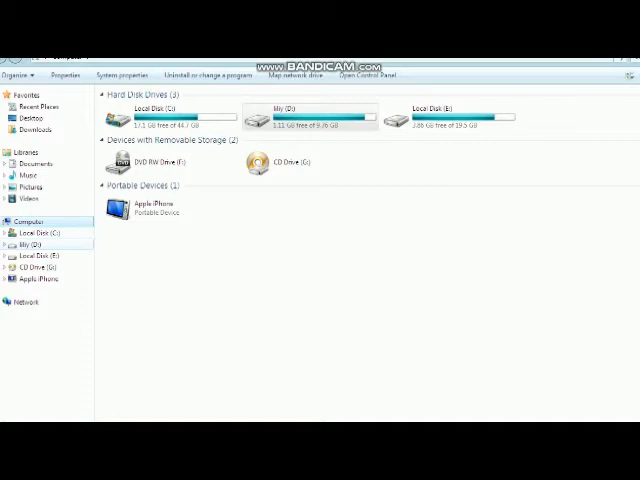 www.BANDICAM.com
Organize Properties System properties Uninstall or change a program Map network drive Open Control Panel
Favorites
Recent Places
Desktop
Downloads
Libraries
Documents
Music
Pictures
Videos
Computer
Local Disk (C:)
Local Disk (E:)
CD Drive (G:)
Apple iPhone
Network
Hard Disk Drives (3)
Local Disk (C:)
17.1 GB free of 44.7 GB
(D:)
1.11 GB free of 9.76 GB
Local Disk (E:)
3.86 GB free of 19.5 GB
Devices with Removable Storage (2)
DVD RW Drive (F:)
CD Drive (G:)
Portable Devices (1)
Apple iPhone
Portable Device